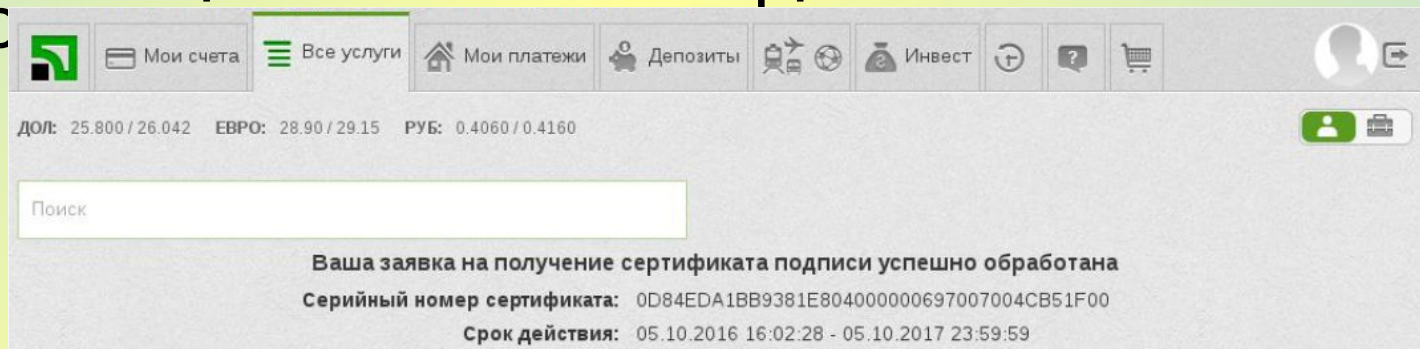 Мои счета Все услуги Мои платежи Депозиты Инвест
ДОЛ: 25.800 / 26.042 ЕВРО: 28.90 / 29.15 РУБ: 0.4060 / 0.4160
Поиск
Ваша заявка на получение сертификата подписи успешно обработана
Серийный номер сертификата: 0D84EDA1BB9381E8040000000697007004CB51F00
Срок действия: 05.10.2016 16:02:28 - 05.10.2017 23:59:59